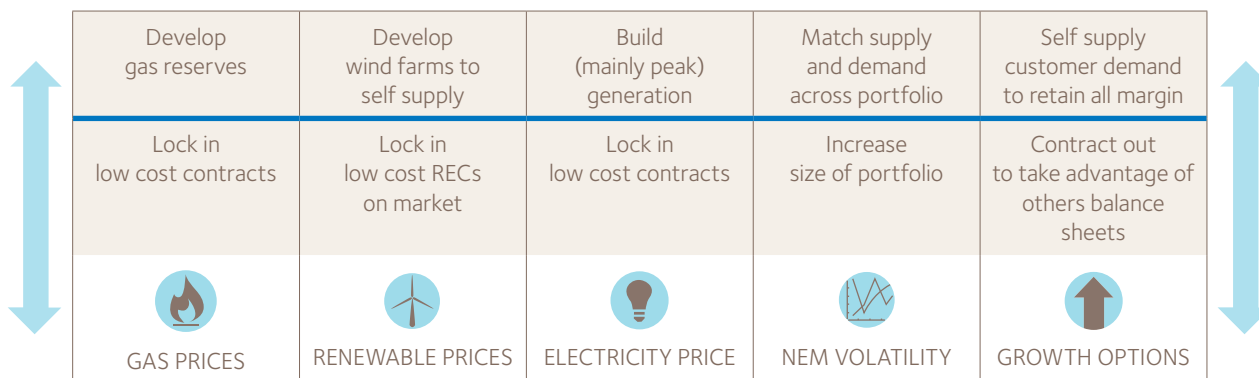 Develop
gas reserves
Develop
wind farms to
self supply
Build
(mainly peak)
generation
Match supply
and demand
across portfolio
Self supply
customer demand
to retain all margin
Lock in
low cost contracts
Lock in
low cost RECs
on market
Lock in
low cost contracts
Increase
size of portfolio
Contract out
to take advantage of
others balance
sheets
GAS PRICES
RENEWABLE PRICES
ELECTRICITY PRICE
NEM VOLATILITY
GROWTH OPTIONS